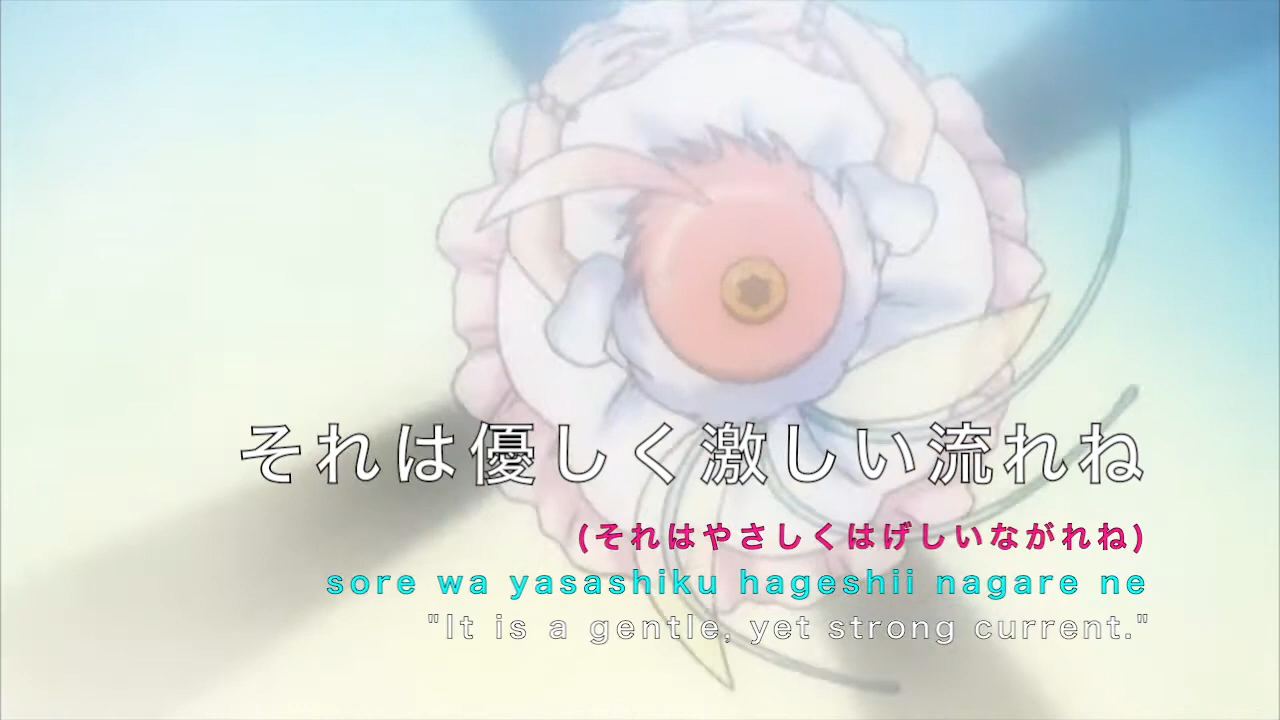 それは優しく激しい流れね
(それはやさしくはげしいながれね)
sore wa yasashiku hageshii nagare ne
"It is a gentle, yet strong current."